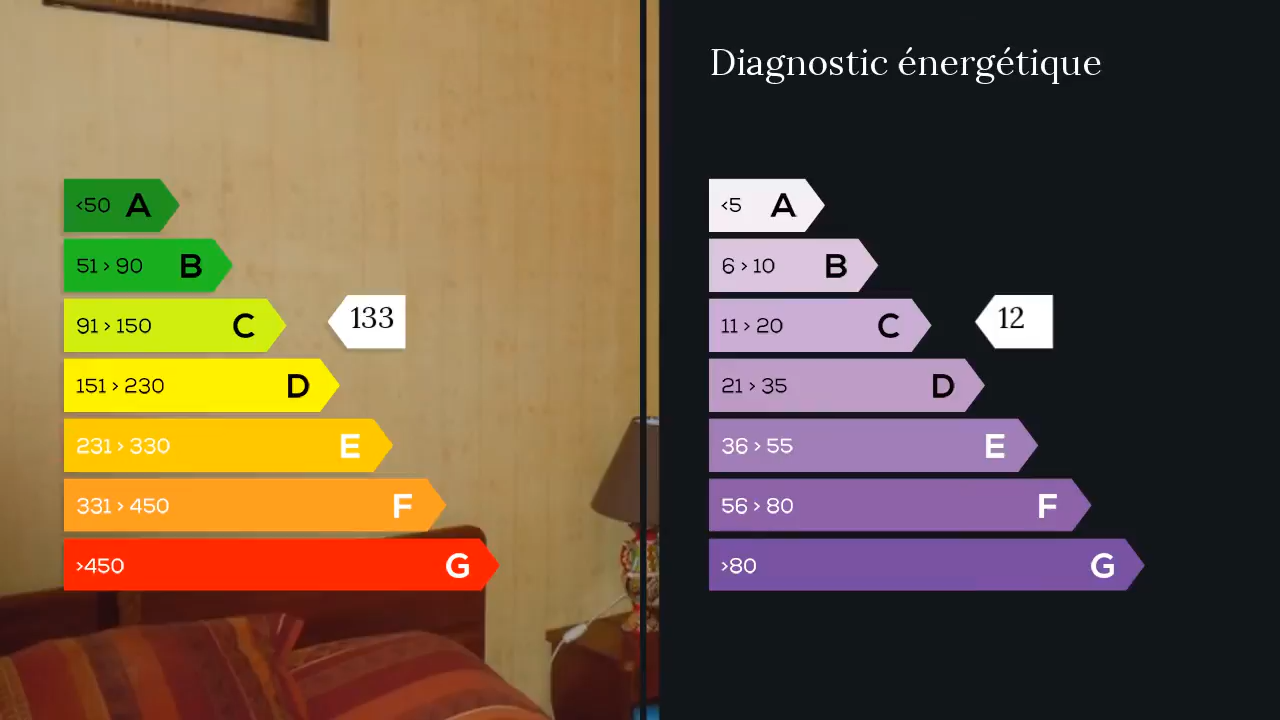 Diagnostic énergétique
<50 A
51 > 90 B
91 > 150 C
133
151 > 230 D
231 > 330 E
331 > 450 F
>450 G
<5 A
6 > 10 B
11 > 20 C
12
21 > 35 D
36 > 55 E
56 > 80 F
>80 G